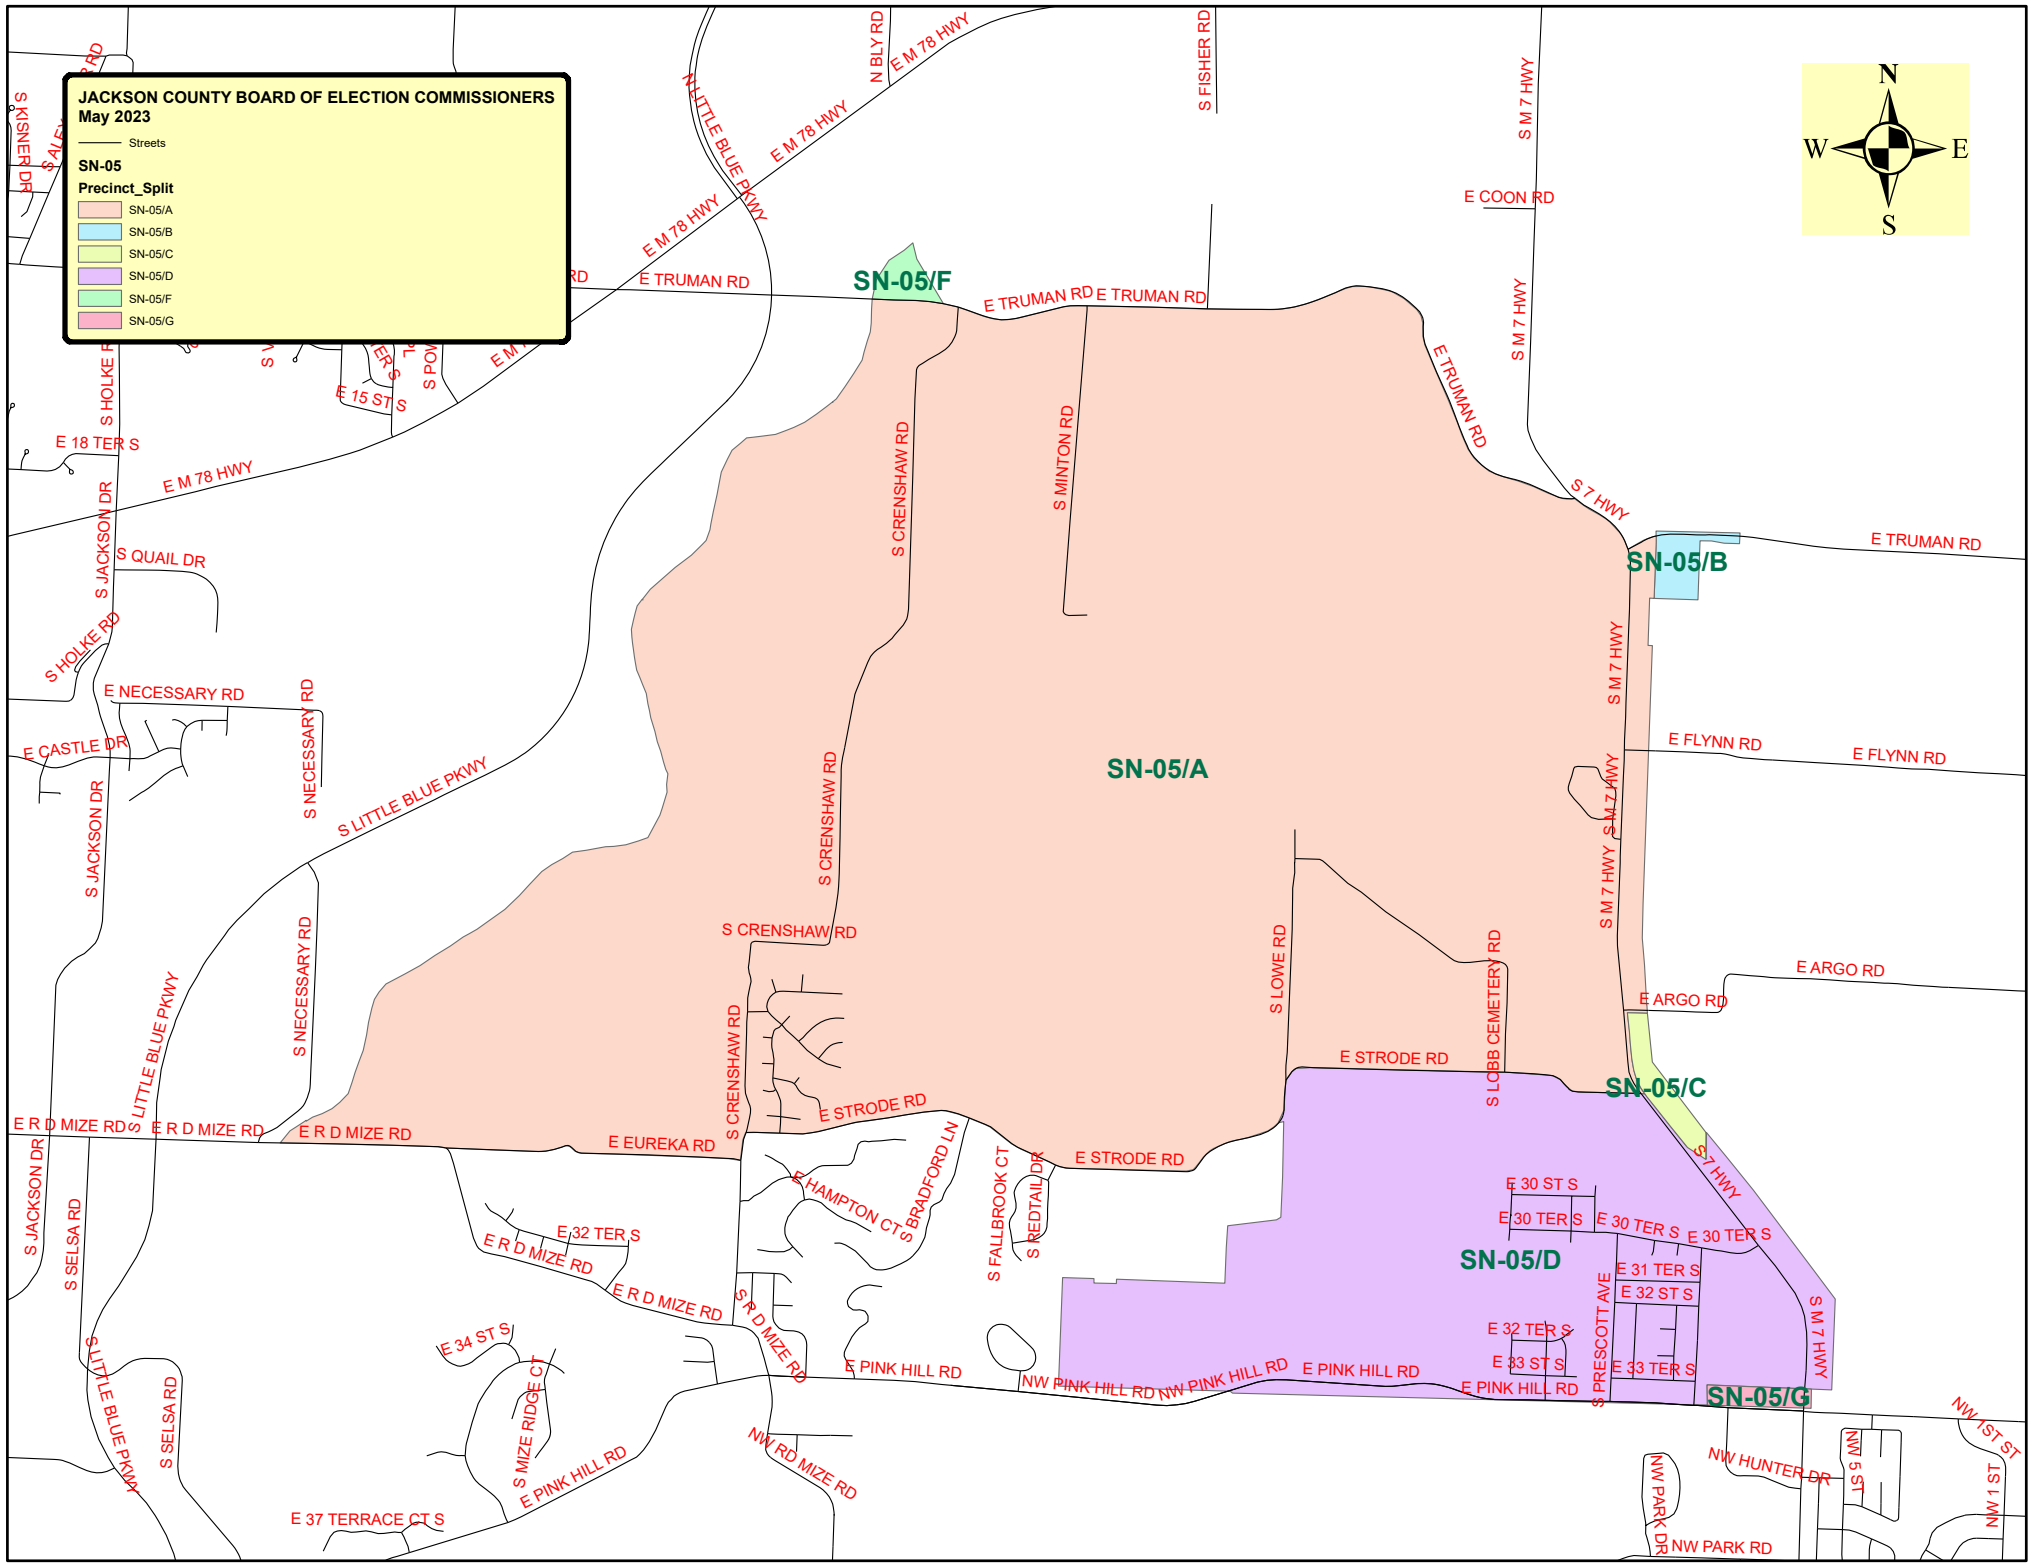 JACKSON COUNTY BOARD OF ELECTION COMMISSIONERS
May 2023
Streets
SN-05
Precinct_Split
SN-05/A
SN-05/B
SN-05/C
SN-05/D
SN-05/F
SN-05/G
N
W
E
S
S KISNER DR
N LITTLE BLUE PKWY
N BLY RD
E M 78 HWY
S FISHER RD
S M 7 HWY
E M 78 HWY
E COON RD
E M 78 HWY
RD
E TRUMAN RD
SN-05/F
E TRUMAN RD
E TRUMAN RD
S M 7 HWY
S HOLKE R
E TRUMAN RD
E 15 ST S
E 18 TER S
E M 78 HWY
S CRENSHAW RD
S MINTON RD
S 7 HWY
S JACKSON DR
S QUAIL DR
SN-05/B
E TRUMAN RD
S HOLKE RD
E NECESSARY RD
S NECESSARY RD
S M 7 HWY
E CASTLE DR
E FLYNN RD
E FLYNN RD
SN-05/A
S LITTLE BLUE PKWY
S JACKSON DR
S CRENSHAW RD
S M 7 HWY
S M 7 HWY
S CRENSHAW RD
S NECESSARY RD
S LITTLE BLUE PKWY
S LOWE RD
S LOBB CEMETERY RD
E ARGO RD
E ARGO RD
S CRENSHAW RD
E STRODE RD
SN-05/C
E STRODE RD
E R D MIZE RD
E R D MIZE RD
E R D MIZE RD
E EUREKA RD
E STRODE RD
S 7 HWY
S JACKSON DR
S SELSA RD
E HAMPTON CT
S BRADFORD LN
S FALLBROOK CT
S REDTAIL DR
E 30 ST S
E 30 TER S
E 30 TER S
E 30 TER S
E 32 TER S
E R D MIZE RD
SN-05/D
E 31 TER S
E 32 ST S
E R D MIZE RD
S R D MIZE RD
S PRESCOTT AVE
S M 7 HWY
E 34 ST S
E 32 TER S
E 33 ST S
E 33 TER S
S LITTLE BLUE PKWY
S SELSA RD
S MIZE RIDGE CT
E PINK HILL RD
NW PINK HILL RD
NW PINK HILL RD
E PINK HILL RD
E PINK HILL RD
SN-05/G
NW 1ST ST
E PINK HILL RD
NW RD MIZE RD
NW HUNTER DR
NW 5 ST
NW 1 ST
NW PARK DR
E 37 TERRACE CT S
NW PARK RD